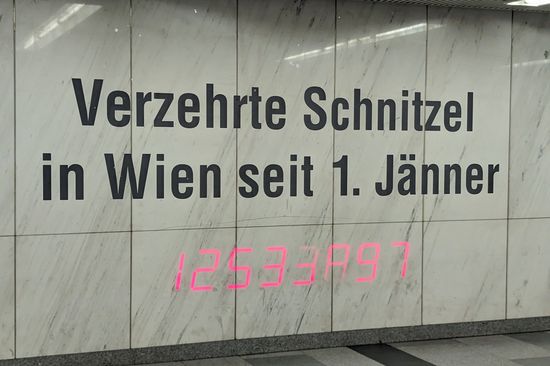 Verzehrte Schnitzel
in Wien seit 1. Jänner
12533A97